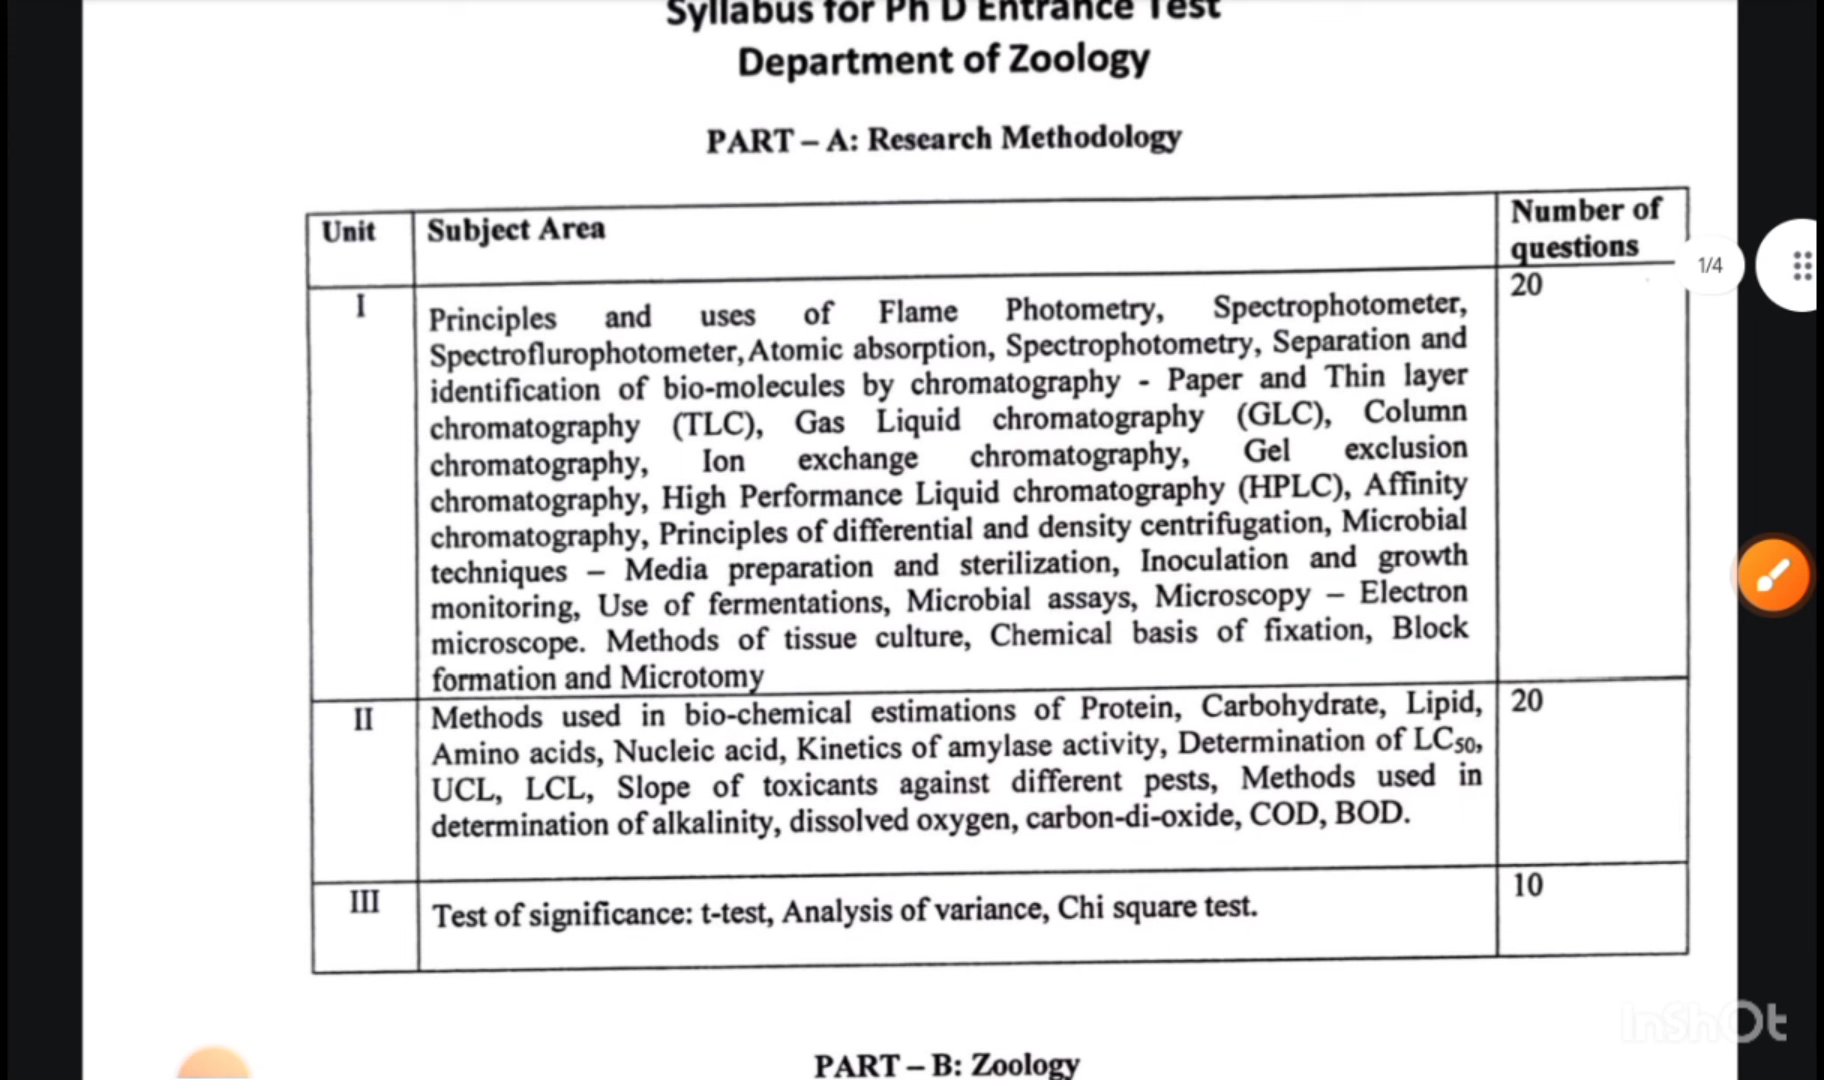 Syllabus for Ph D Entrance Test
Department of Zoology
PART – A: Research Methodology
Unit
Subject Area
Number of
questions
1/4
I
20
Principles and uses of Flame Photometry, Spectrophotometer,
Spectroflurophotometer, Atomic absorption, Spectrophotometry, Separation and
identification of bio-molecules by chromatography - Paper and Thin layer
chromatography (TLC), Gas Liquid chromatography (GLC), Column
chromatography, Ion exchange chromatography, Gel exclusion
chromatography, High Performance Liquid chromatography (HPLC), Affinity
chromatography, Principles of differential and density centrifugation, Microbial
techniques – Media preparation and sterilization, Inoculation and growth
monitoring, Use of fermentations, Microbial assays, Microscopy – Electron
microscope. Methods of tissue culture, Chemical basis of fixation, Block
formation and Microtomy
II
20
Methods used in bio-chemical estimations of Protein, Carbohydrate, Lipid,
Amino acids, Nucleic acid, Kinetics of amylase activity, Determination of LC50,
UCL, LCL, Slope of toxicants against different pests, Methods used in
determination of alkalinity, dissolved oxygen, carbon-di-oxide, COD, BOD.
III
10
Test of significance: t-test, Analysis of variance, Chi square test.
InShOt
PART – B: Zoology